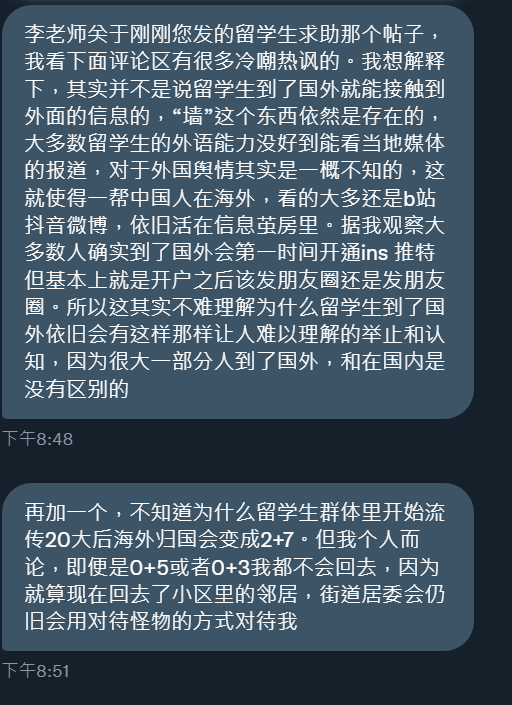 李老师关于刚刚您发的留学生求助那个帖子，
我看下面评论区有很多冷嘲热讽的。我想解释
下，其实并不是说留学生到了国外就能接触到
外面的信息的，“墙”这个东西依然是存在的，
大多数留学生的外语能力没好到能看当地媒体
的报道，对于外国舆情其实是一概不知的，这
就使得一帮中国人在海外，看的大多还是b站
抖音微博，依旧活在信息茧房里。据我观察大
多数人确实到了国外会第一时间开通ins 推特
但基本上就是开户之后该发朋友圈还是发朋友
圈。所以这其实不难理解为什么留学生到了国
外依旧会有这样那样让人难以理解的举止和认
知，因为很大一部分人到了国外，和在国内是
没有区别的
下午8:48
再加一个，不知道为什么留学生群体里开始流
传20大后海外归国会变成2+7。但我个人而
论，即便是0+5或者0+3我都不会回去，因为
就算现在回去了小区里的邻居，街道居委会仍
旧会用对待怪物的方式对待我
下午8:51